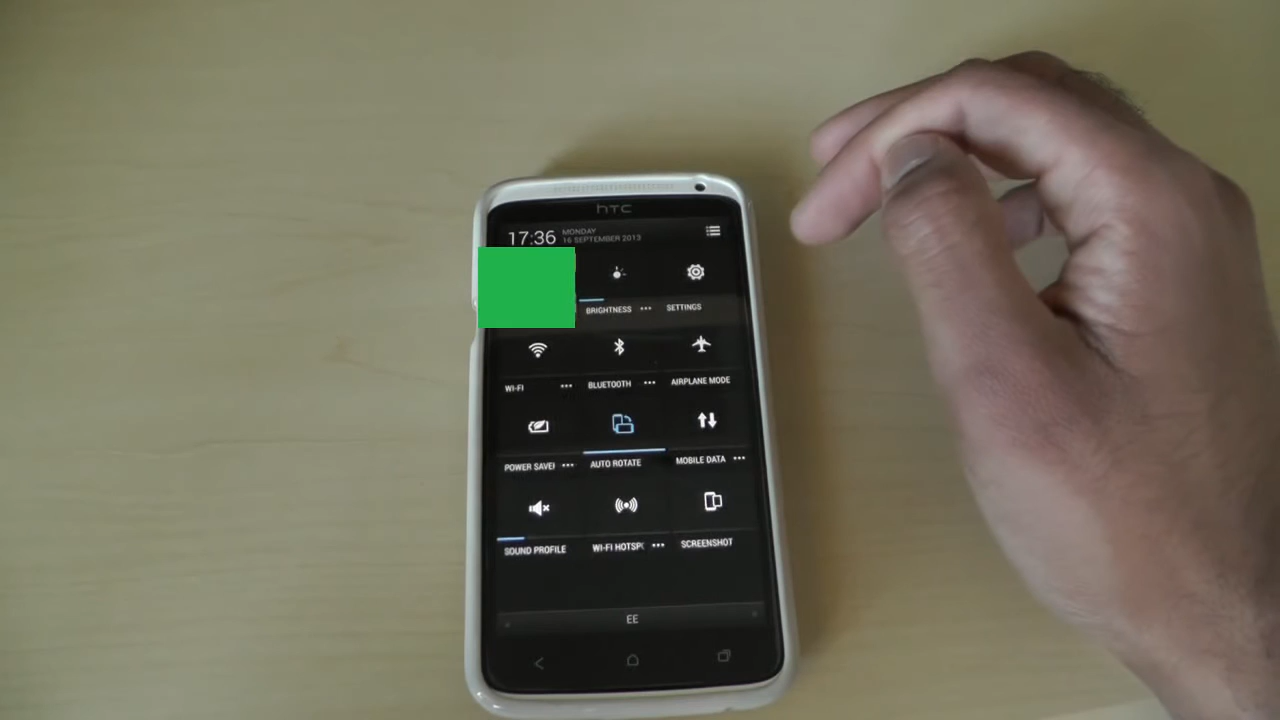 hTC
17:36 MONDAY
16 SEPTEMBER 2013
BRIGHTNESS ••• SETTINGS
WI-FI ••• BLUETOOTH ••• AIRPLANE MODE
POWER SAVE ••• AUTO ROTATE MOBILE DATA •••
SOUND PROFILE WI-FI HOTSP ••• SCREENSHOT
EE